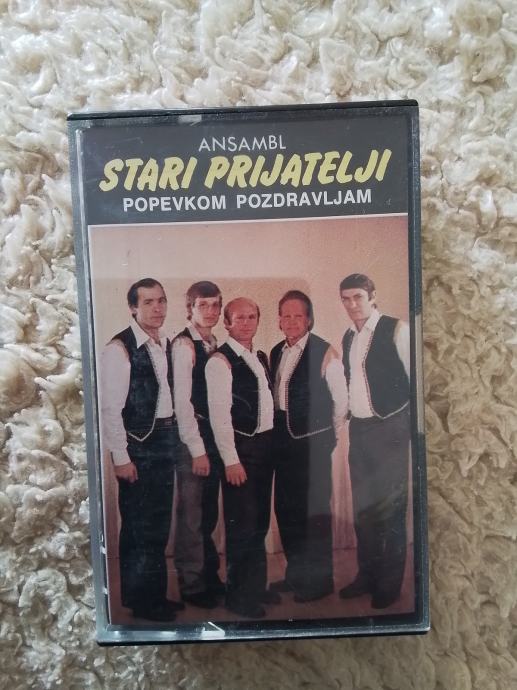 ANSAMBL
STARI PRIJATELJI
POPEVKOM POZDRAVLJAM